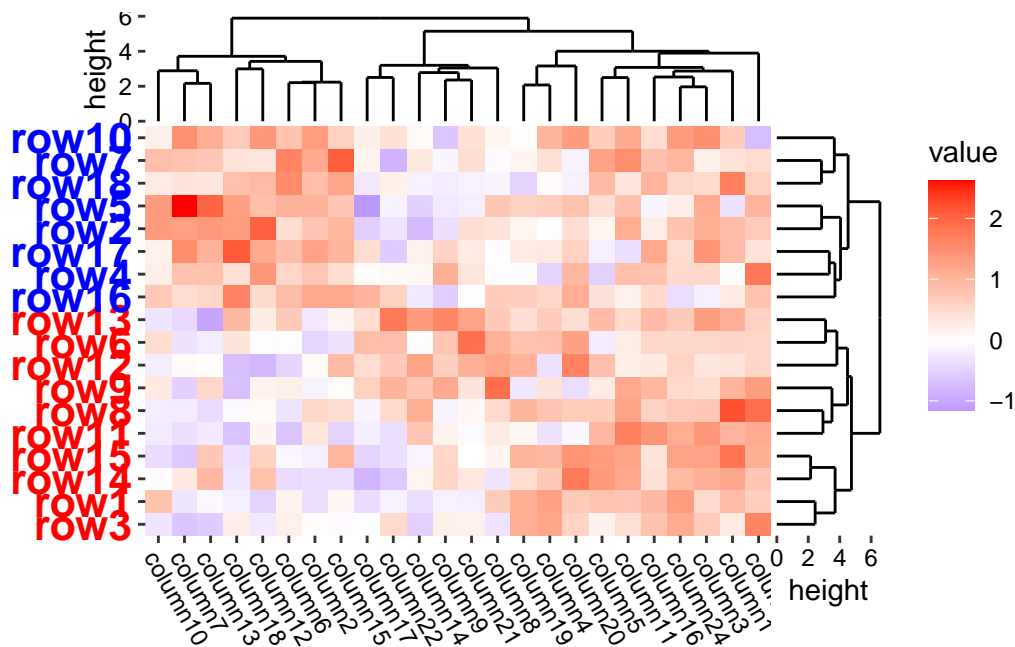 6
4
2
0
height
row10
row7
row18
row5
row2
row17
row4
row16
row13
row6
row12
row9
row8
row11
row15
row14
row1
row3
column10
column7
column13
column18
column12
column6
column2
column15
column17
column22
column14
column9
column21
column8
column19
column4
column20
column5
column11
column16
column24
column3
0 2 4 6
height
value
2
1
0
−1